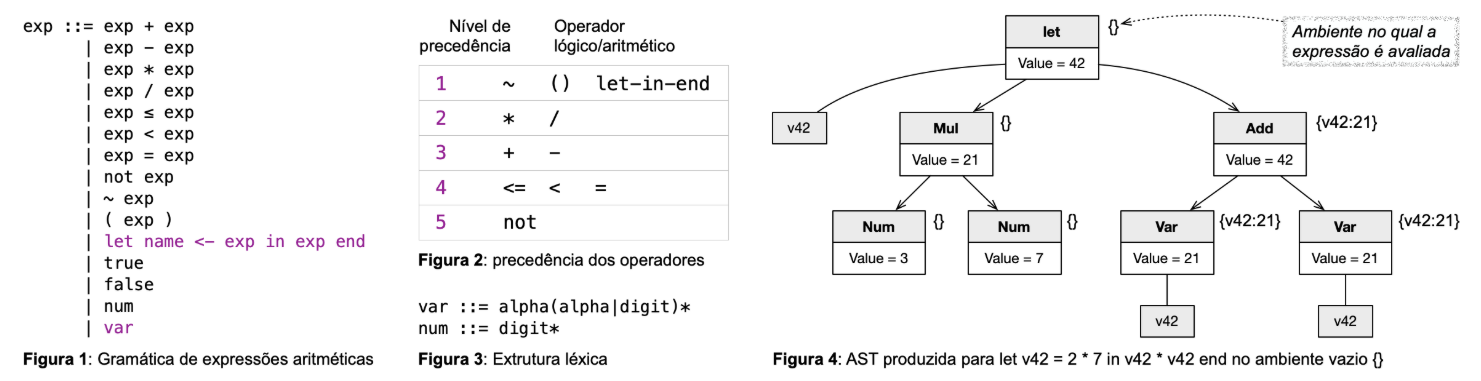 exp ::= exp + exp
| exp − exp
| exp * exp
| exp / exp
| exp ≤ exp
| exp < exp
| exp = exp
| not exp
| ~ exp
| ( exp )
| let name <- exp in exp end
| true
| false
| num
| var
Figura 1: Gramática de expressões aritméticas
Nível de precedência
Operador lógico/aritmético
1 ~ () let-in-end
2 * /
3 + −
4 <= < =
5 not
Figura 2: precedência dos operadores
var ::= alpha(alpha|digit)*
num ::= digit*
Figura 3: Extrutura léxica
let {}
Value = 42
Ambiente no qual a
expressão é avaliada
v42
Mul {}
Value = 21
Add {v42:21}
Value = 42
Num {}
Value = 3
Num {}
Value = 7
Var {v42:21}
Value = 21
Var {v42:21}
Value = 21
v42
v42
Figura 4: AST produzida para let v42 = 2 * 7 in v42 * v42 end no ambiente vazio {}